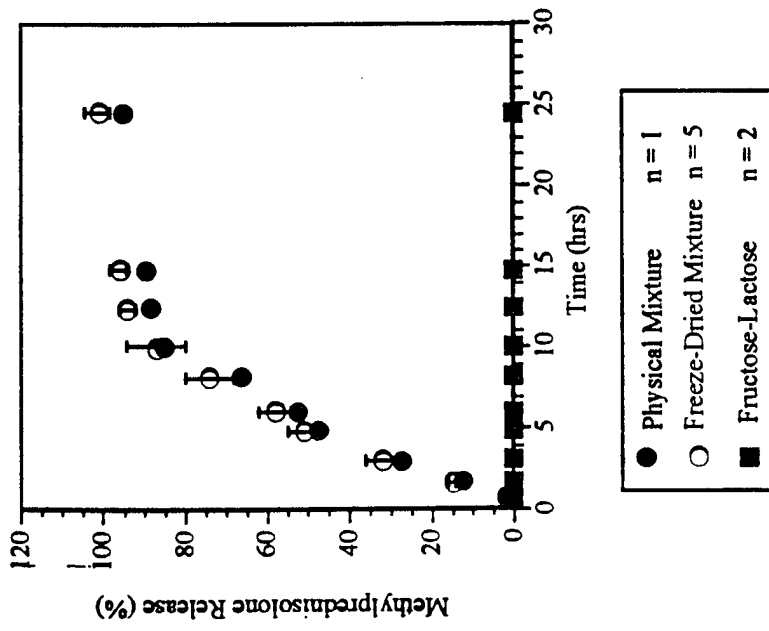 Methylprednisolone Release (%)
120
100
80
60
40
20
0
0
5
10
15
20
25
30
Time (hrs)
Physical Mixture n = 1
Freeze-Dried Mixture n = 5
Fructose-Lactose n = 2